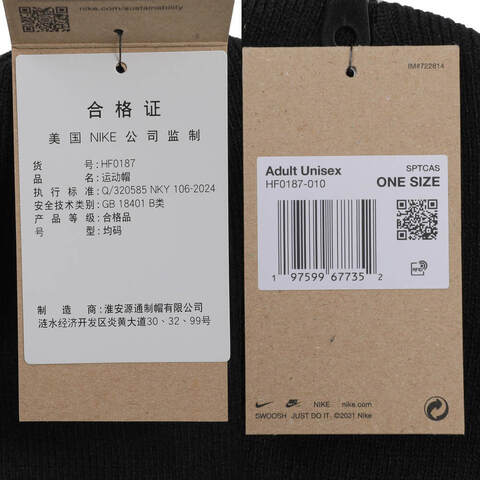 nike.com/sustainability
合格证
美国 NIKE 公司监制
货 号: HF0187
品 名: 运动帽
执行标准: Q/320585 NKY 106-2024
安全技术类别: GB 18401 B类
产品等级: 合格品
型 号: 均码
制造商: 淮安源通制帽有限公司
涟水经济开发区炎黄大道30、32、99号
IM#722814
Adult Unisex
HF0187-010
SPTCAS
ONE SIZE
1 97599 67735 2
RFID
NIKE nike.com
SWOOSH JUST DO IT. ©2021 Nike